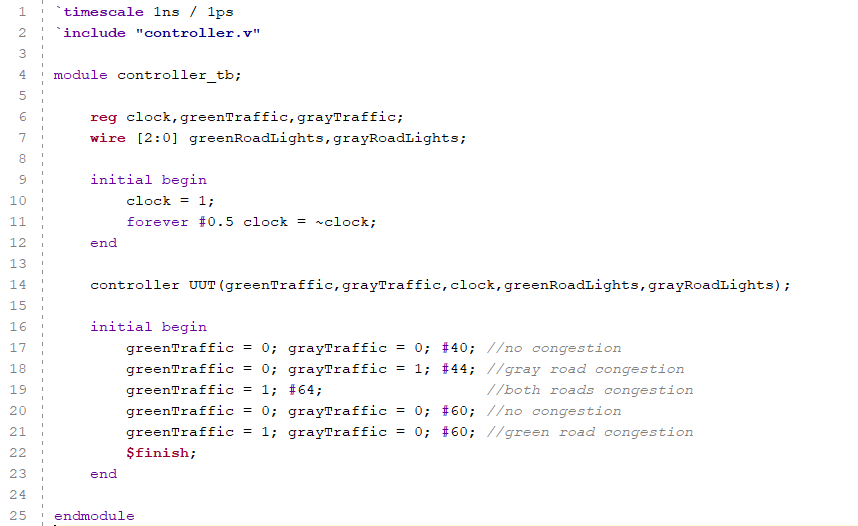 1 `timescale 1ns / 1ps
2 `include "controller.v"
3
4 module controller_tb;
5
6 reg clock,greenTraffic,grayTraffic;
7 wire [2:0] greenRoadLights,grayRoadLights;
8
9 initial begin
10 clock = 1;
11 forever #0.5 clock = ~clock;
12 end
13
14 controller UUT(greenTraffic,grayTraffic,clock,greenRoadLights,grayRoadLights);
15
16 initial begin
17 greenTraffic = 0; grayTraffic = 0; #40; //no congestion
18 greenTraffic = 0; grayTraffic = 1; #44; //gray road congestion
19 greenTraffic = 1; #64; //both roads congestion
20 greenTraffic = 0; grayTraffic = 0; #60; //no congestion
21 greenTraffic = 1; grayTraffic = 0; #60; //green road congestion
22 $finish;
23 end
24
25 endmodule